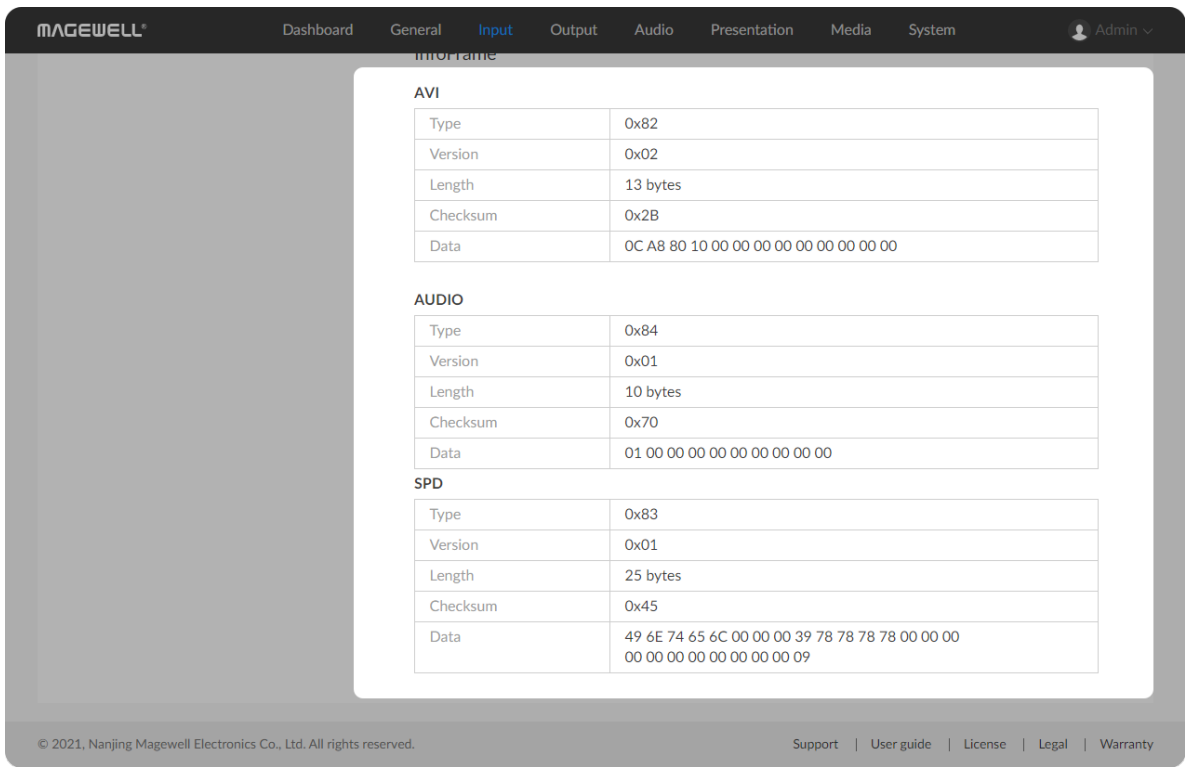 MAGEWELL®
Dashboard General Input Output Audio Presentation Media System Admin
InfoFrame
AVI
Type 0x82
Version 0x02
Length 13 bytes
Checksum 0x2B
Data 0C A8 80 10 00 00 00 00 00 00 00 00 00
AUDIO
Type 0x84
Version 0x01
Length 10 bytes
Checksum 0x70
Data 01 00 00 00 00 00 00 00 00 00
SPD
Type 0x83
Version 0x01
Length 25 bytes
Checksum 0x45
Data 49 6E 74 65 6C 00 00 00 39 78 78 78 78 00 00 00
00 00 00 00 00 00 00 00 09
© 2021, Nanjing Magewell Electronics Co., Ltd. All rights reserved. Support | User guide | License | Legal | Warranty